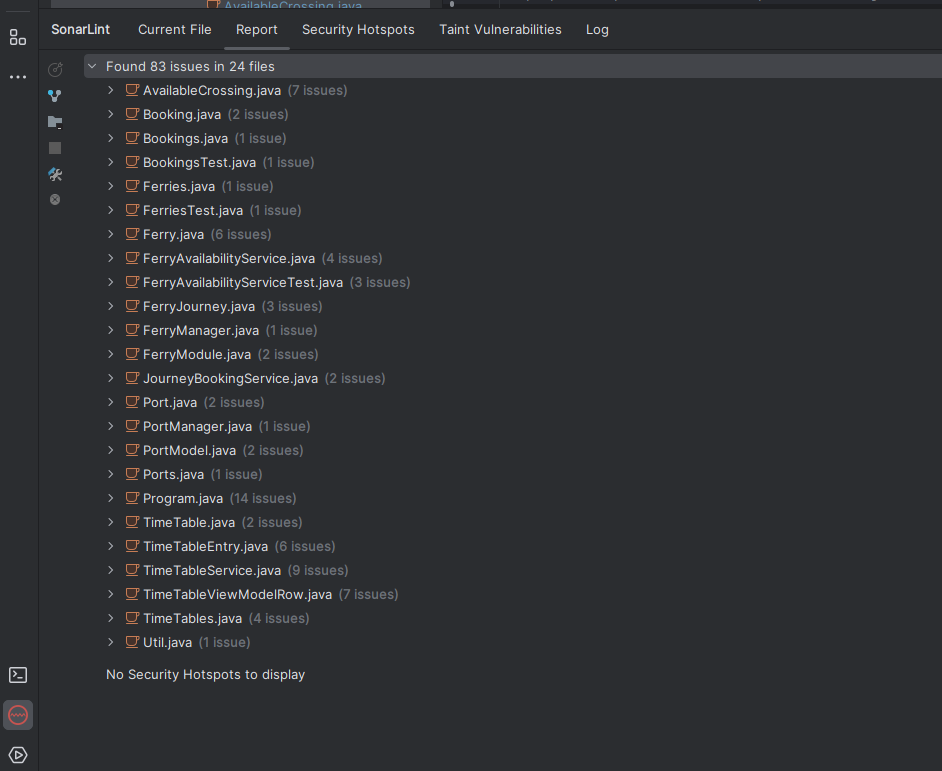 AvailableCrossing.java
SonarLint Current File Report Security Hotspots Taint Vulnerabilities Log
Found 83 issues in 24 files
AvailableCrossing.java (7 issues)
Booking.java (2 issues)
Bookings.java (1 issue)
BookingsTest.java (1 issue)
Ferries.java (1 issue)
FerriesTest.java (1 issue)
Ferry.java (6 issues)
FerryAvailabilityService.java (4 issues)
FerryAvailabilityServiceTest.java (3 issues)
FerryJourney.java (3 issues)
FerryManager.java (1 issue)
FerryModule.java (2 issues)
JourneyBookingService.java (2 issues)
Port.java (2 issues)
PortManager.java (1 issue)
PortModel.java (2 issues)
Ports.java (1 issue)
Program.java (14 issues)
TimeTable.java (2 issues)
TimeTableEntry.java (6 issues)
TimeTableService.java (9 issues)
TimeTableViewModelRow.java (7 issues)
TimeTables.java (4 issues)
Util.java (1 issue)
No Security Hotspots to display